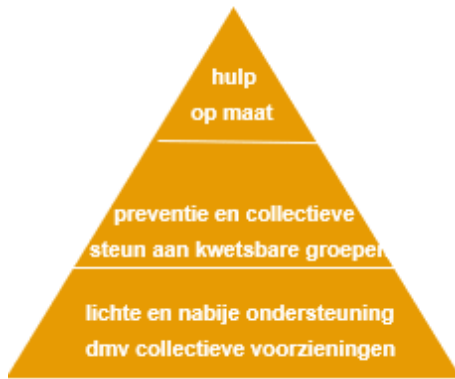 hulp
op maat
preventie en collectieve
steun aan kwetsbare groepen
lichte en nabije ondersteuning
dmv collectieve voorzieningen